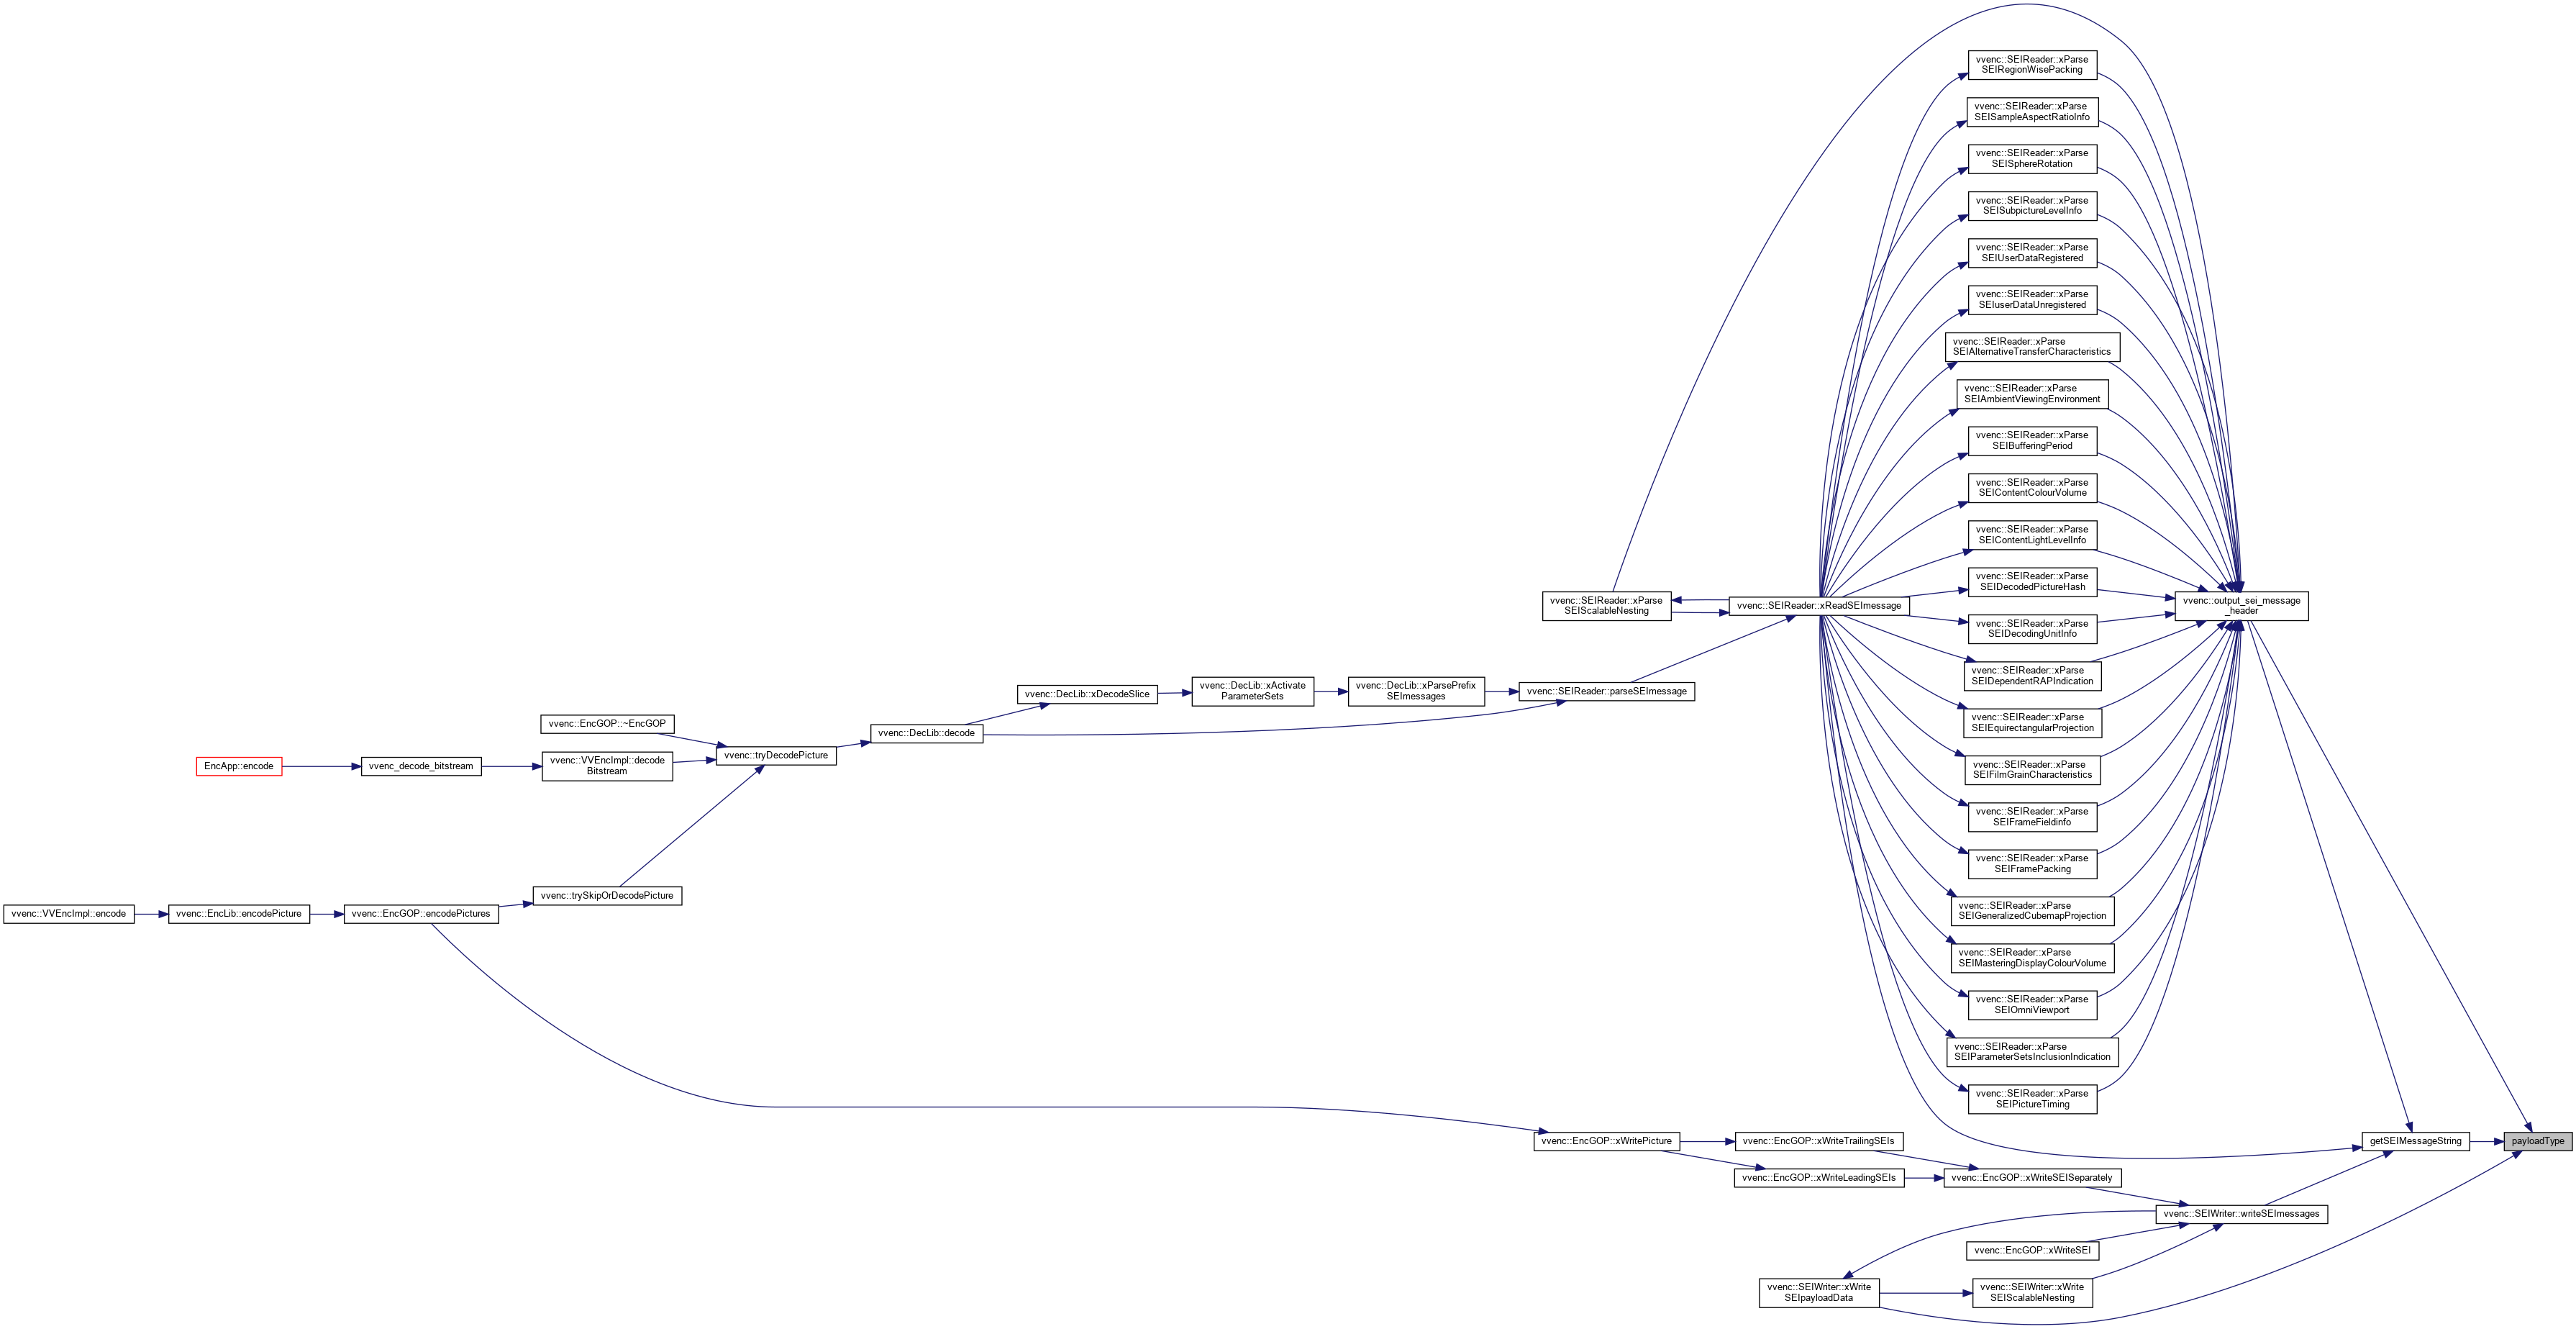 vvenc::SEIReader::xParse
SEIRegionWisePacking
vvenc::SEIReader::xParse
SEISampleAspectRatioInfo
vvenc::SEIReader::xParse
SEISphereRotation
vvenc::SEIReader::xParse
SEISubpictureLevelInfo
vvenc::SEIReader::xParse
SEIUserDataRegistered
vvenc::SEIReader::xParse
SEIuserDataUnregistered
vvenc::SEIReader::xParse
SEIAlternativeTransferCharacteristics
vvenc::SEIReader::xParse
SEIAmbientViewingEnvironment
vvenc::SEIReader::xParse
SEIBufferingPeriod
vvenc::SEIReader::xParse
SEIContentColourVolume
vvenc::SEIReader::xParse
SEIContentLightLevelInfo
vvenc::SEIReader::xParse
SEIDecodedPictureHash
vvenc::SEIReader::xParse
SEIScalableNesting
vvenc::SEIReader::xReadSEImessage
vvenc::output_sei_message
_header
vvenc::SEIReader::xParse
SEIDecodingUnitInfo
vvenc::SEIReader::xParse
SEIDependentRAPIndication
vvenc::DecLib::xDecodeSlice
vvenc::DecLib::xActivate
ParameterSets
vvenc::DecLib::xParsePrefix
SEImessages
vvenc::SEIReader::parseSEImessage
vvenc::SEIReader::xParse
SEIEquirectangularProjection
vvenc::EncGOP::~EncGOP
vvenc::DecLib::decode
vvenc::tryDecodePicture
EncApp::encode
vvenc_decode_bitstream
vvenc::VVEncImpl::decode
Bitstream
vvenc::SEIReader::xParse
SEIFilmGrainCharacteristics
vvenc::SEIReader::xParse
SEIFrameFieldinfo
vvenc::SEIReader::xParse
SEIFramePacking
vvenc::trySkipOrDecodePicture
vvenc::VVEncImpl::encode
vvenc::EncLib::encodePicture
vvenc::EncGOP::encodePictures
vvenc::SEIReader::xParse
SEIGeneralizedCubemapProjection
vvenc::SEIReader::xParse
SEIMasteringDisplayColourVolume
vvenc::SEIReader::xParse
SEIOmniViewport
vvenc::SEIReader::xParse
SEIParameterSetsInclusionIndication
vvenc::SEIReader::xParse
SEIPictureTiming
vvenc::EncGOP::xWritePicture
vvenc::EncGOP::xWriteTrailingSEIs
getSEIMessageString
payloadType
vvenc::EncGOP::xWriteLeadingSEIs
vvenc::EncGOP::xWriteSEISeparately
vvenc::SEIWriter::writeSEImessages
vvenc::EncGOP::xWriteSEI
vvenc::SEIWriter::xWrite
SEIpayloadData
vvenc::SEIWriter::xWrite
SEIScalableNesting